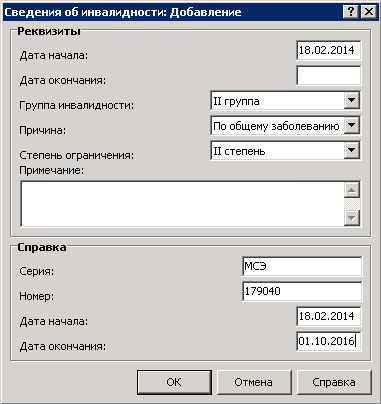 Сведения об инвалидности: Добавление
Реквизиты
Дата начала: 18.02.2014
Дата окончания:
Группа инвалидности: II группа
Причина: По общему заболеванию
Степень ограничения: II степень
Примечание:
Справка
Серия: МСЭ
Номер: 179040
Дата начала: 18.02.2014
Дата окончания: 01.10.2016
ОК Отмена Справка